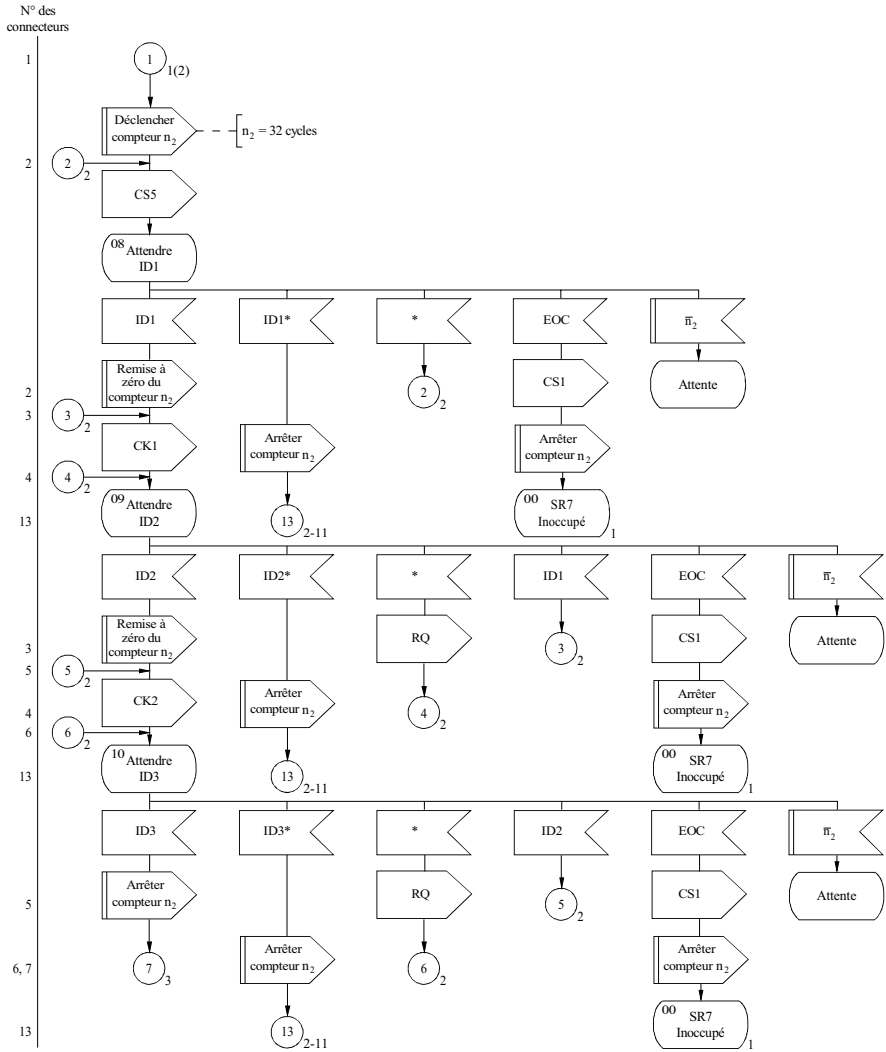 N° des
connecteurs
1
1
1(2)
Déclencher
compteur n2
n2 = 32 cycles
2
2
2
CS5
08 Attendre
ID1
ID1
ID1*
*
EOC
n̅2
Remise à
zéro du
compteur n2
CS1
Attente
2
2
2
3
3
2
CK1
Arrêter
compteur n2
Arrêter
compteur n2
4
4
2
09 Attendre
ID2
13
13
2-11
00 SR7
Inoccupé
1
ID2
ID2*
*
ID1
EOC
n̅2
Remise à
zéro du
compteur n2
RQ
3
2
CS1
Attente
3
5
5
2
CK2
Arrêter
compteur n2
4
2
Arrêter
compteur n2
4
6
6
2
10 Attendre
ID3
13
13
2-11
00 SR7
Inoccupé
1
ID3
ID3*
*
ID2
EOC
n̅2
Arrêter
compteur n2
RQ
5
2
CS1
Attente
5
6, 7
7
3
Arrêter
compteur n2
6
2
Arrêter
compteur n2
13
13
2-11
00 SR7
Inoccupé
1